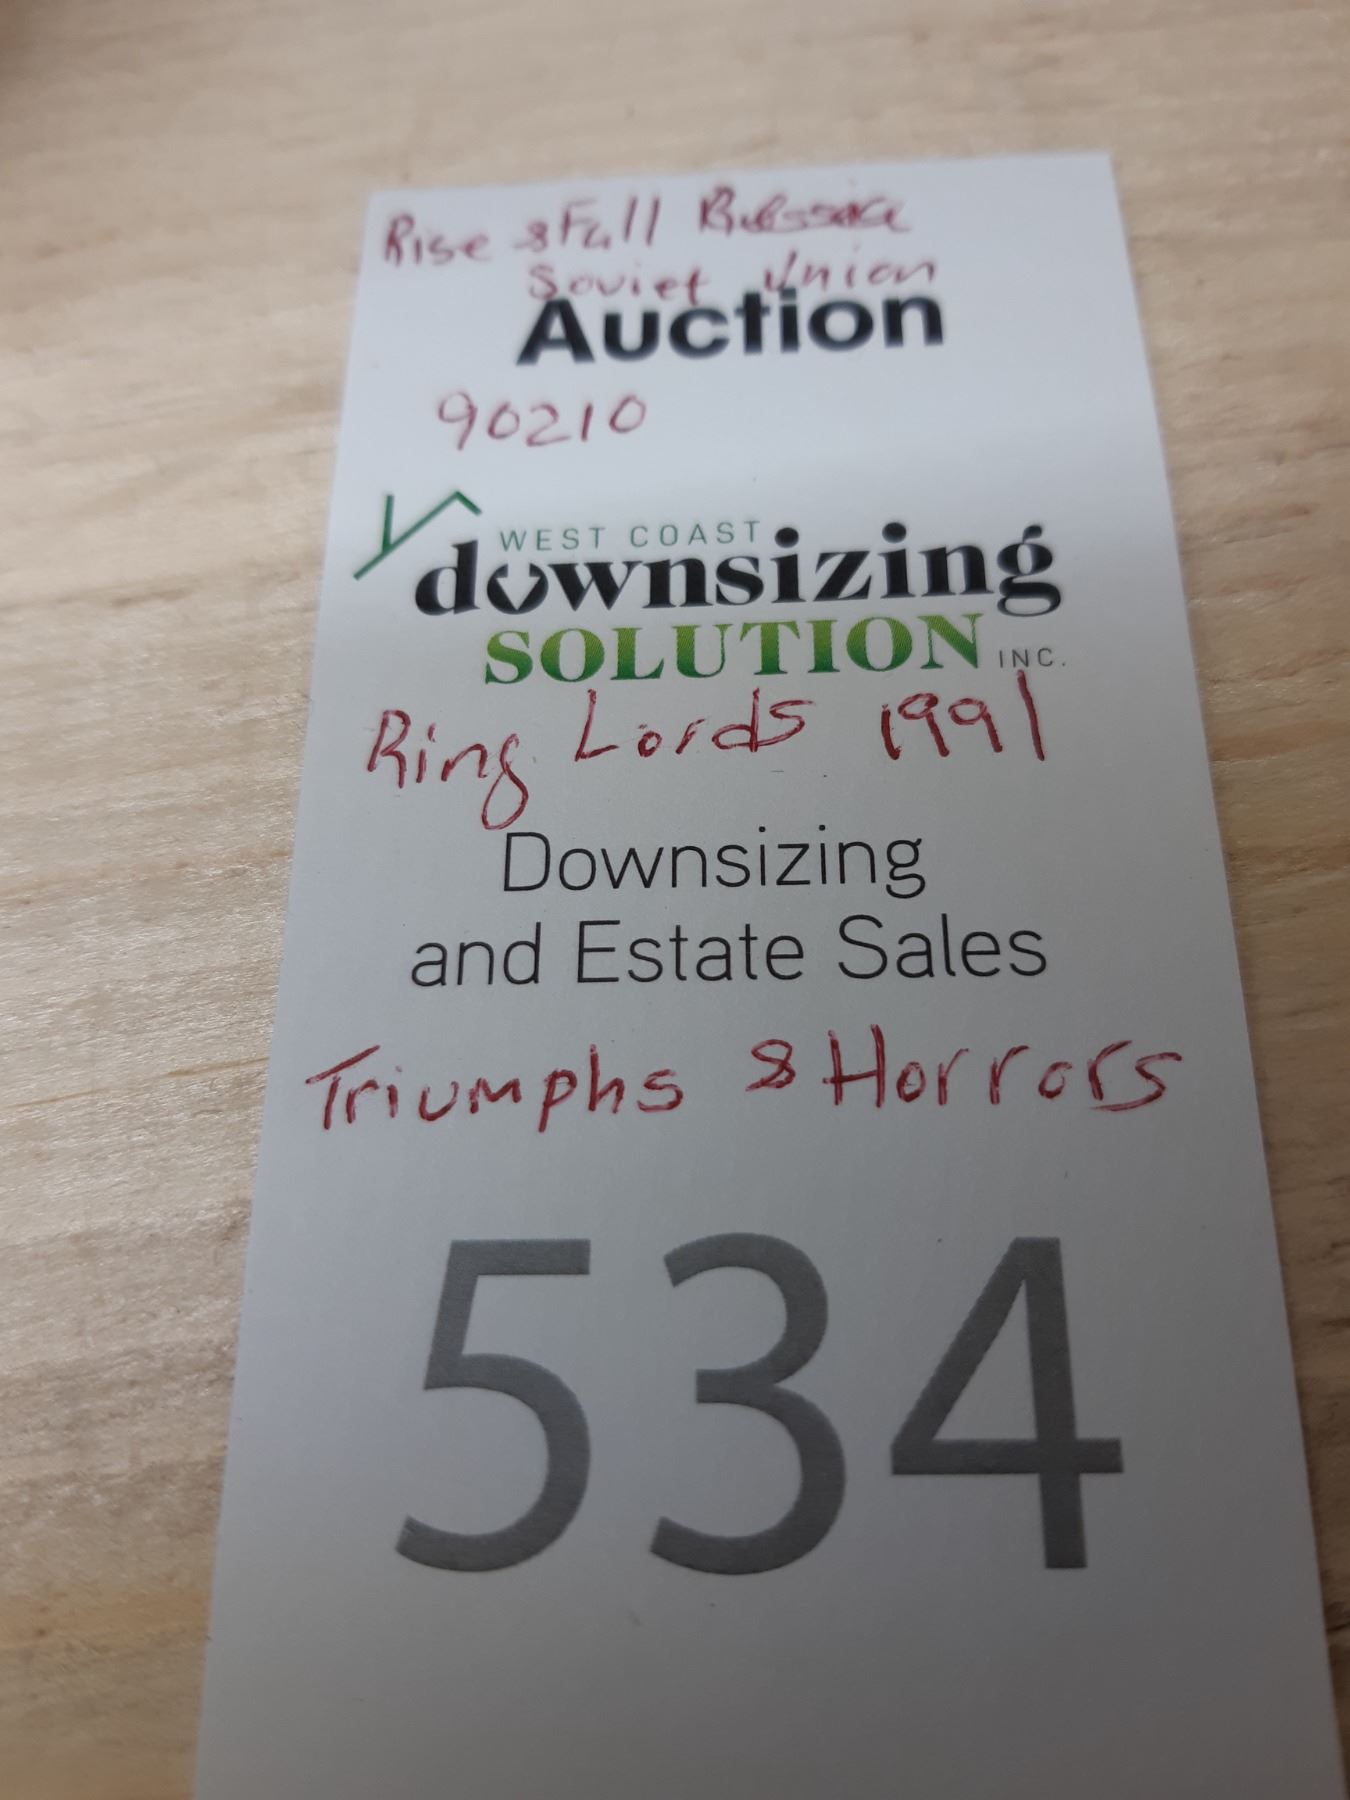 Rise & Fall Russia
Soviet Union
Auction
90210
WEST COAST
downsizing
SOLUTION INC.
Ring Lords 1991
Downsizing
and Estate Sales
Triumphs & Horrors
534